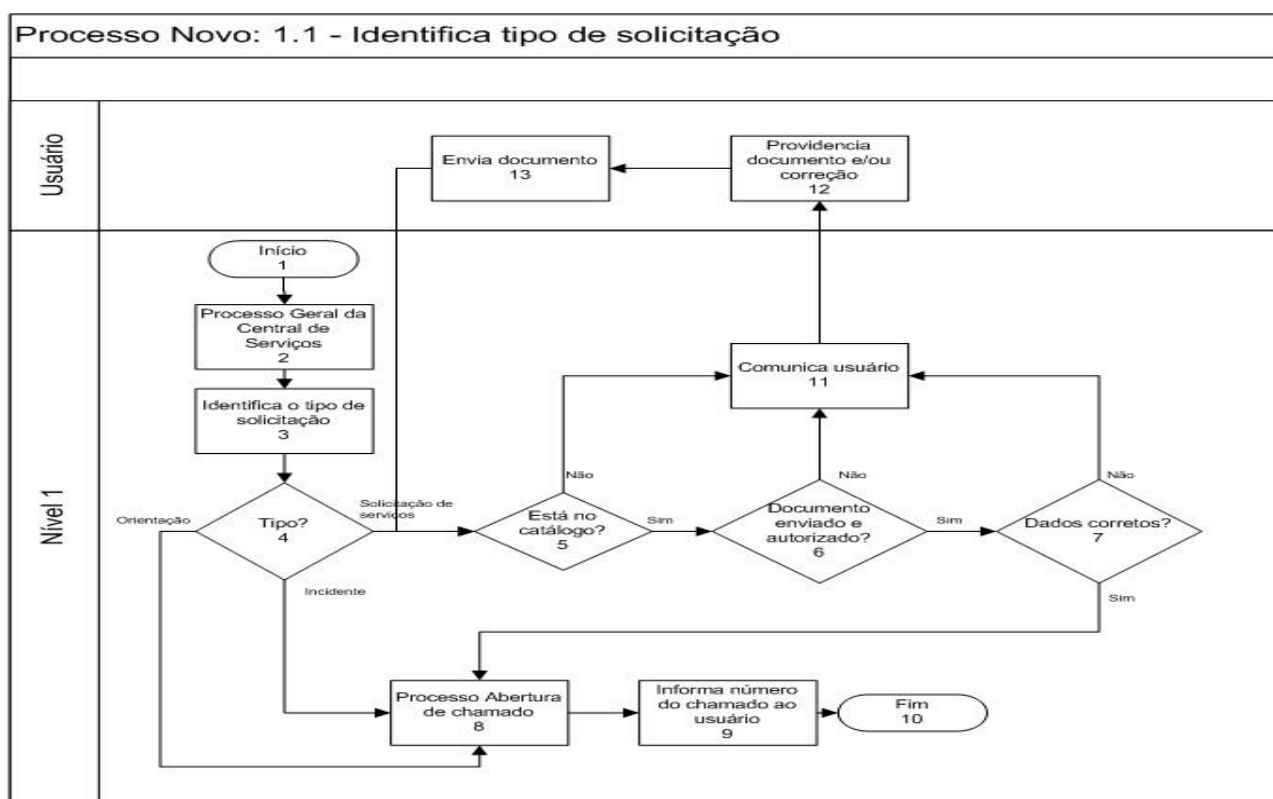 Processo Novo: 1.1 - Identifica tipo de solicitação
Usuário
Envia documento
13
Providencia
documento e/ou
correção
12
Nível 1
Início
1
Processo Geral da
Central de
Serviços
2
Identifica o tipo de
solicitação
3
Comunica usuário
11
Orientação
Tipo?
4
Solicitação de
serviços
Incidente
Não
Está no
catálogo?
5
Sim
Não
Documento
enviado e
autorizado?
6
Sim
Não
Dados corretos?
7
Sim
Processo Abertura
de chamado
8
Informa número
do chamado ao
usuário
9
Fim
10